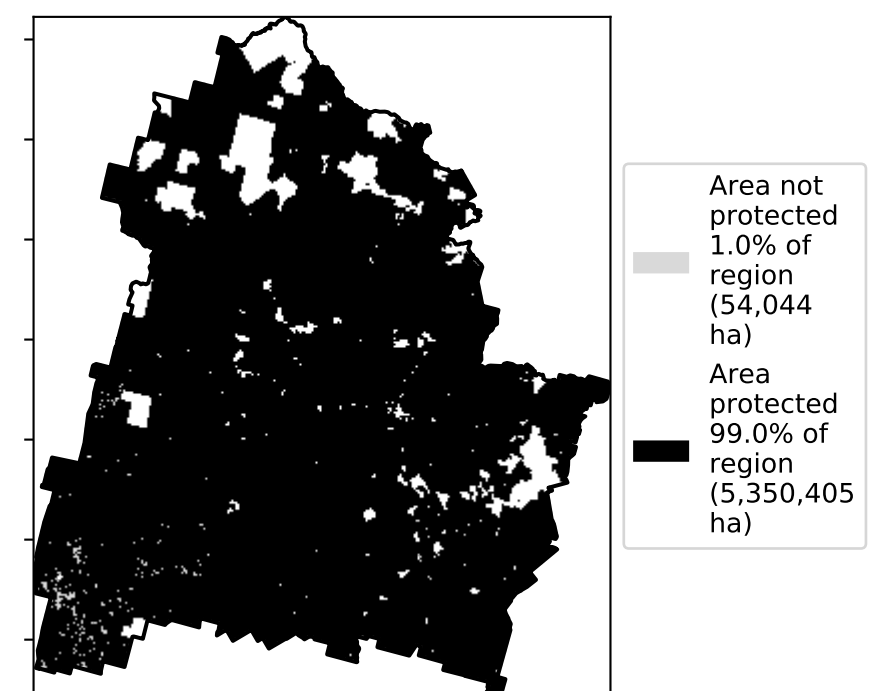 Area not
protected
1.0% of
region
(54,044
ha)
Area
protected
99.0% of
region
(5,350,405
ha)